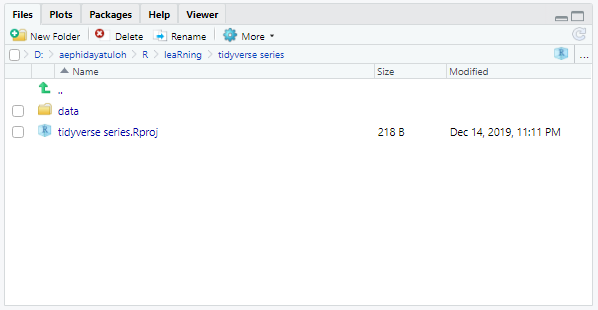 Files Plots Packages Help Viewer
New Folder Delete Rename More
D: aephidayatuloh R leaRning tidyverse series ...
Name Size Modified
..
data
tidyverse series.Rproj 218 B Dec 14, 2019, 11:11 PM